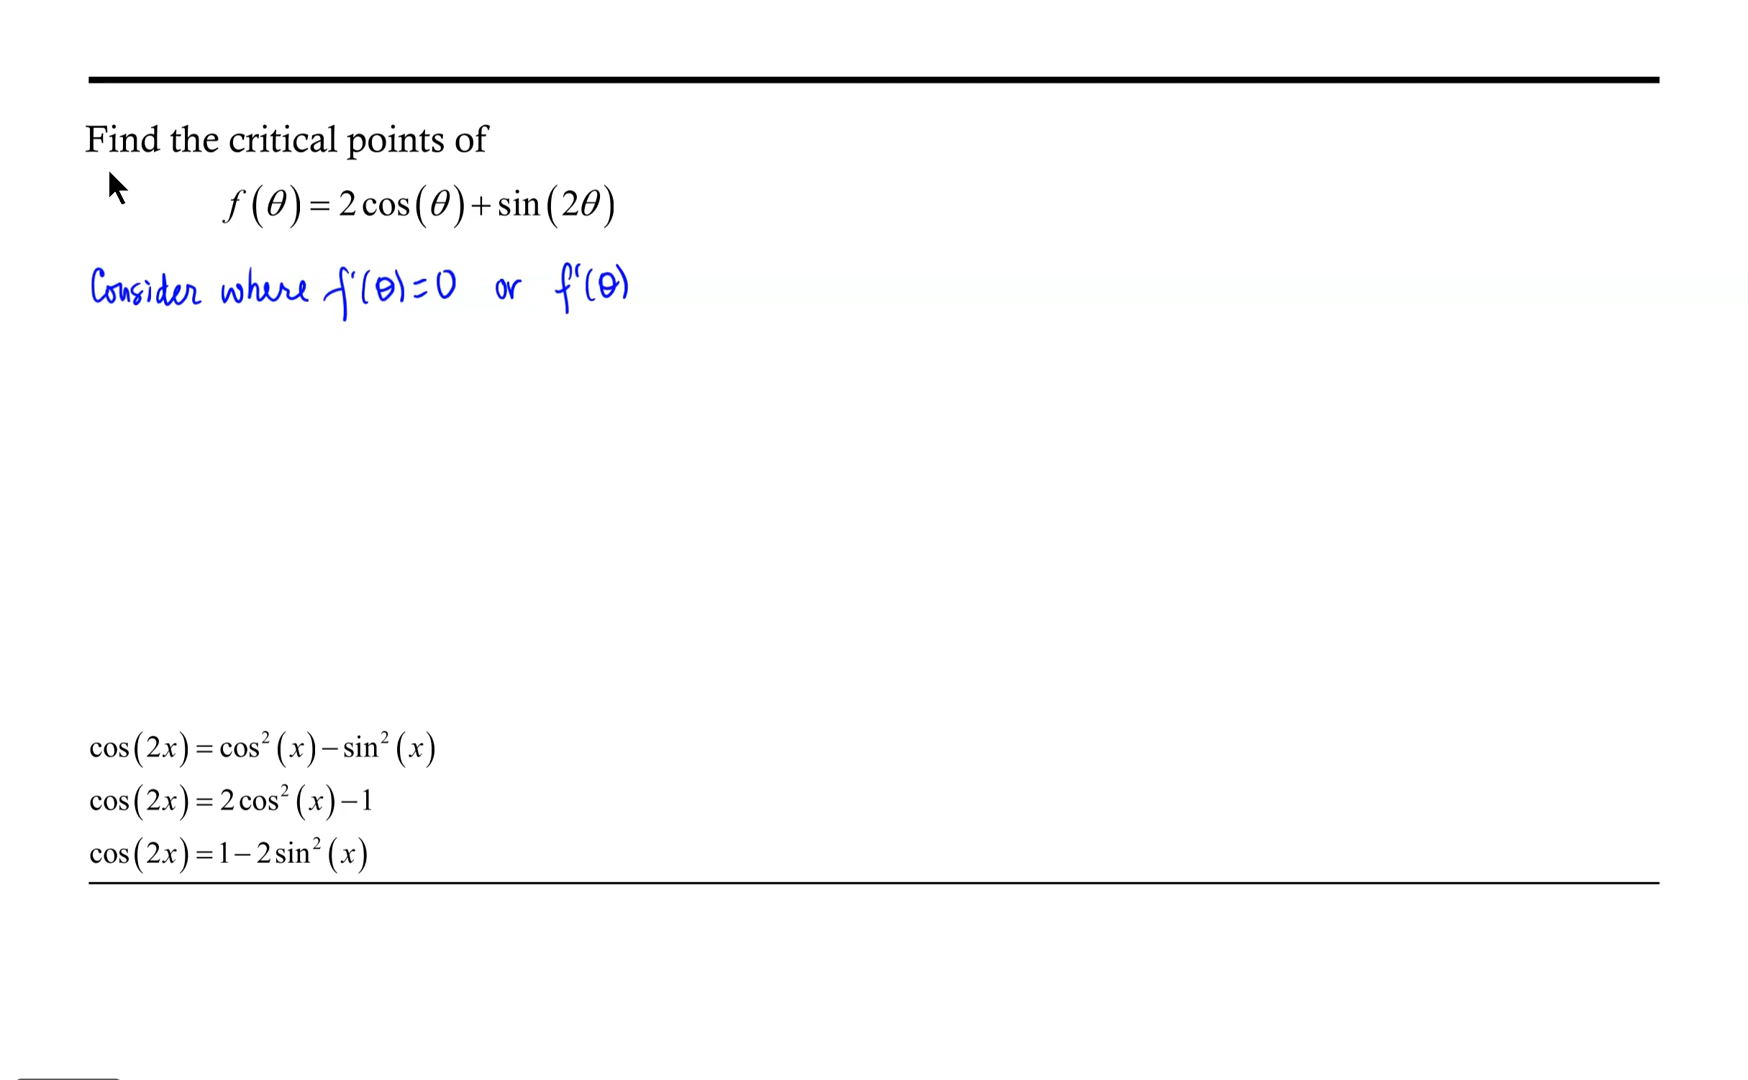 Find the critical points of
f(θ)=2cos(θ)+sin(2θ)
Consider where f'(θ)=0 or f'(θ)
cos(2x)=cos²(x)−sin²(x)
cos(2x)=2cos²(x)−1
cos(2x)=1−2sin²(x)